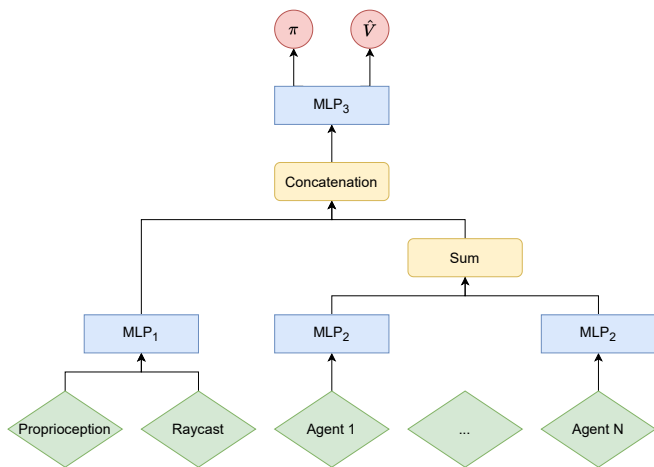 π V̂
MLP₃
Concatenation
Sum
MLP₁ MLP₂ MLP₂
Proprioception Raycast Agent 1 ... Agent N